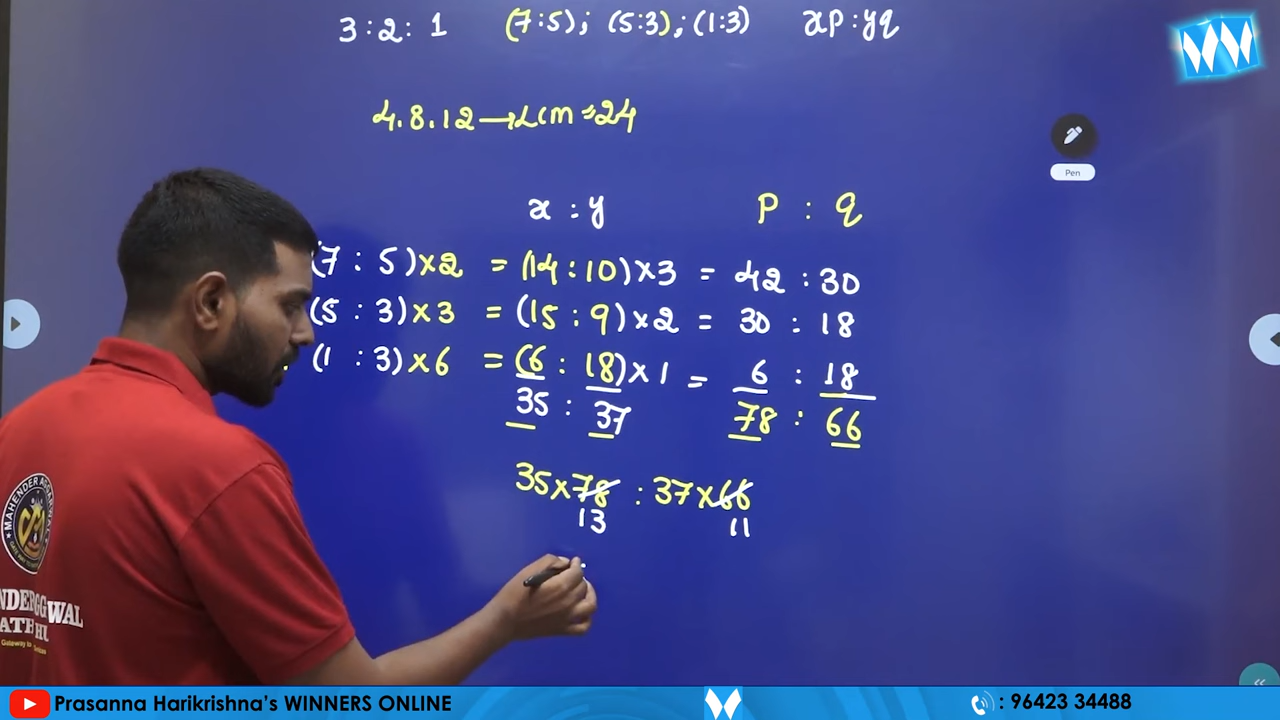 3 : 2 : 1 (7:5) ; (5:3) ; (1:3) xp : yq
4.8.12 → LCM = 24
Pen
x : y P : q
(7 : 5) ×2 = (14 : 10) ×3 = 42 : 30
(5 : 3) ×3 = (15 : 9) ×2 = 30 : 18
(1 : 3) ×6 = (6 : 18) ×1 = 6 : 18
35 : 37 78 : 66
35×78 : 37×66
13 11
MAHENDER AGGARWAL
Prasanna Harikrishna's WINNERS ONLINE
: 96423 34488